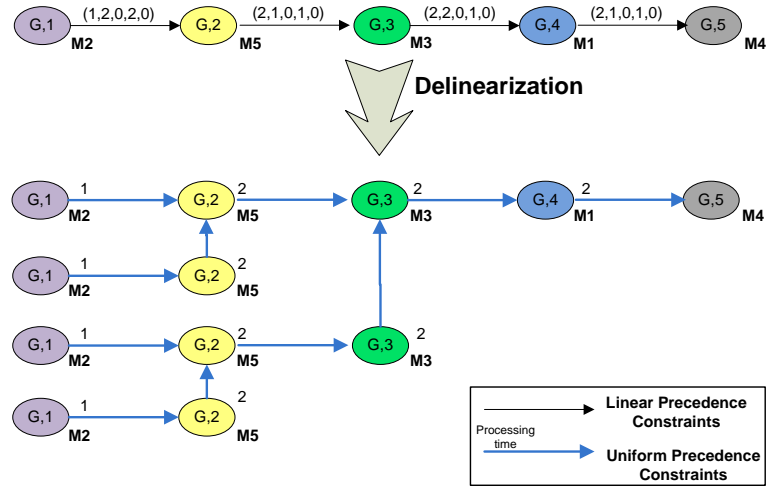 G,1 (1,2,0,2,0) G,2 (2,1,0,1,0) G,3 (2,2,0,1,0) G,4 (2,1,0,1,0) G,5
M2 M5 M3 M1 M4
Delinearization
G,1 1 G,2 2 G,3 2 G,4 2 G,5
M2 M5 M3 M1 M4
G,1 1 G,2 2
M2 M5
G,1 1 G,2 2 G,3 2
M2 M5 M3
G,1 1 G,2 2
M2 M5
Linear Precedence
Constraints
Processing
time
Uniform Precedence
Constraints